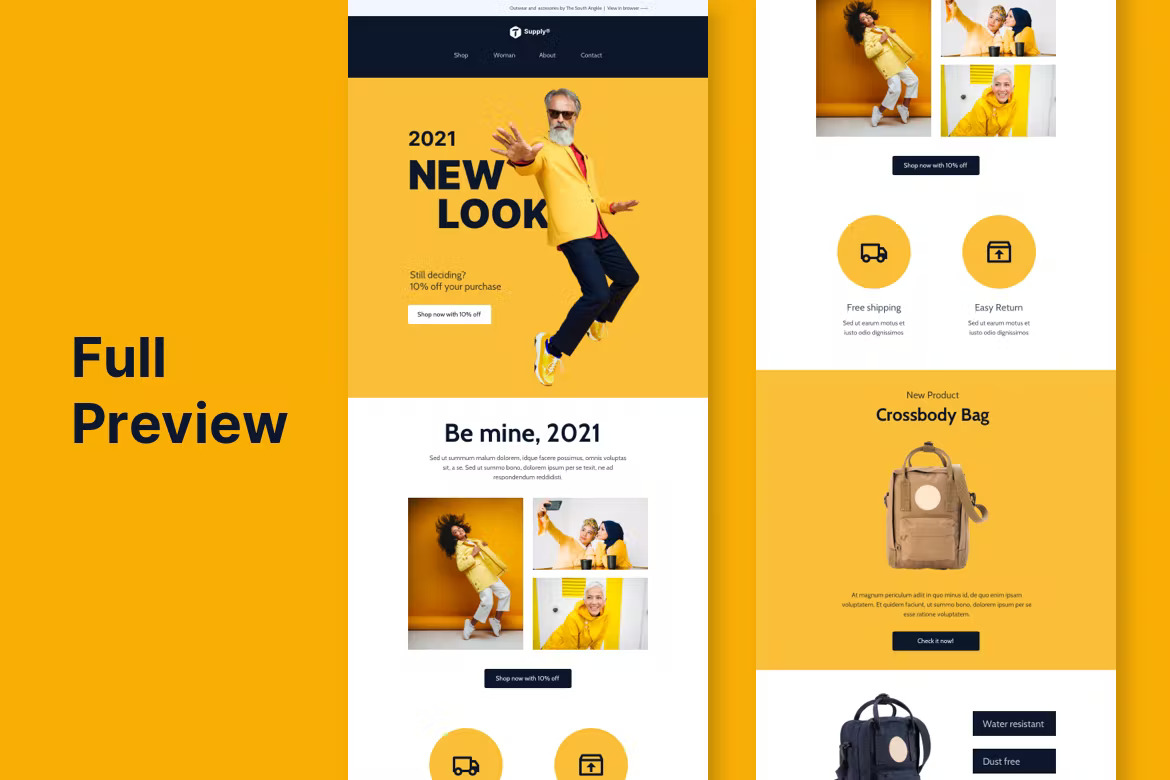 Full
Preview
Outwear and accesories by The South Anglia | View in browser
Supply®
Shop Woman About Contact
2021
NEW
LOOK
Still deciding?
10% off your purchase
Shop now with 10% off
Be mine, 2021
Sed ut summum malum dolorem, idque facere possimus, omnis voluptas
sit, a se. Sed ut summo bono, dolorem ipsum per se texit, ne ad
respondendum reddidisti.
Shop now with 10% off
Shop now with 10% off
Free shipping
Sed ut earum motus et
iusto odio dignissimos
Easy Return
Sed ut earum motus et
iusto odio dignissimos
New Product
Crossbody Bag
At magnum periculum adiit in quo minus id, de quo enim ipsam
voluptatem. Et quidem faciunt, ut summo bono, dolorem ipsum per se
esse ratione voluptatem.
Check it now!
Water resistant
Dust free